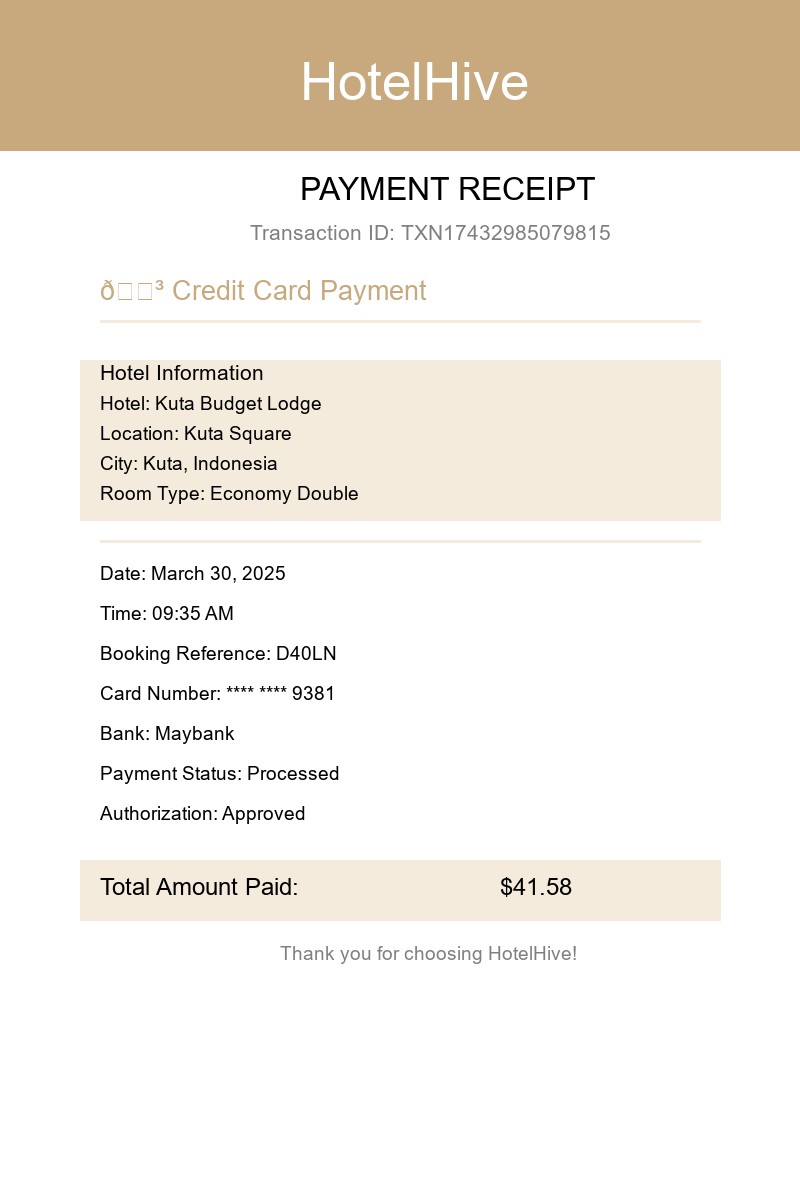 HotelHive
PAYMENT RECEIPT
Transaction ID: TXN17432985079815
ð□□³ Credit Card Payment
Hotel Information
Hotel: Kuta Budget Lodge
Location: Kuta Square
City: Kuta, Indonesia
Room Type: Economy Double
Date: March 30, 2025
Time: 09:35 AM
Booking Reference: D40LN
Card Number: **** **** 9381
Bank: Maybank
Payment Status: Processed
Authorization: Approved
Total Amount Paid: $41.58
Thank you for choosing HotelHive!